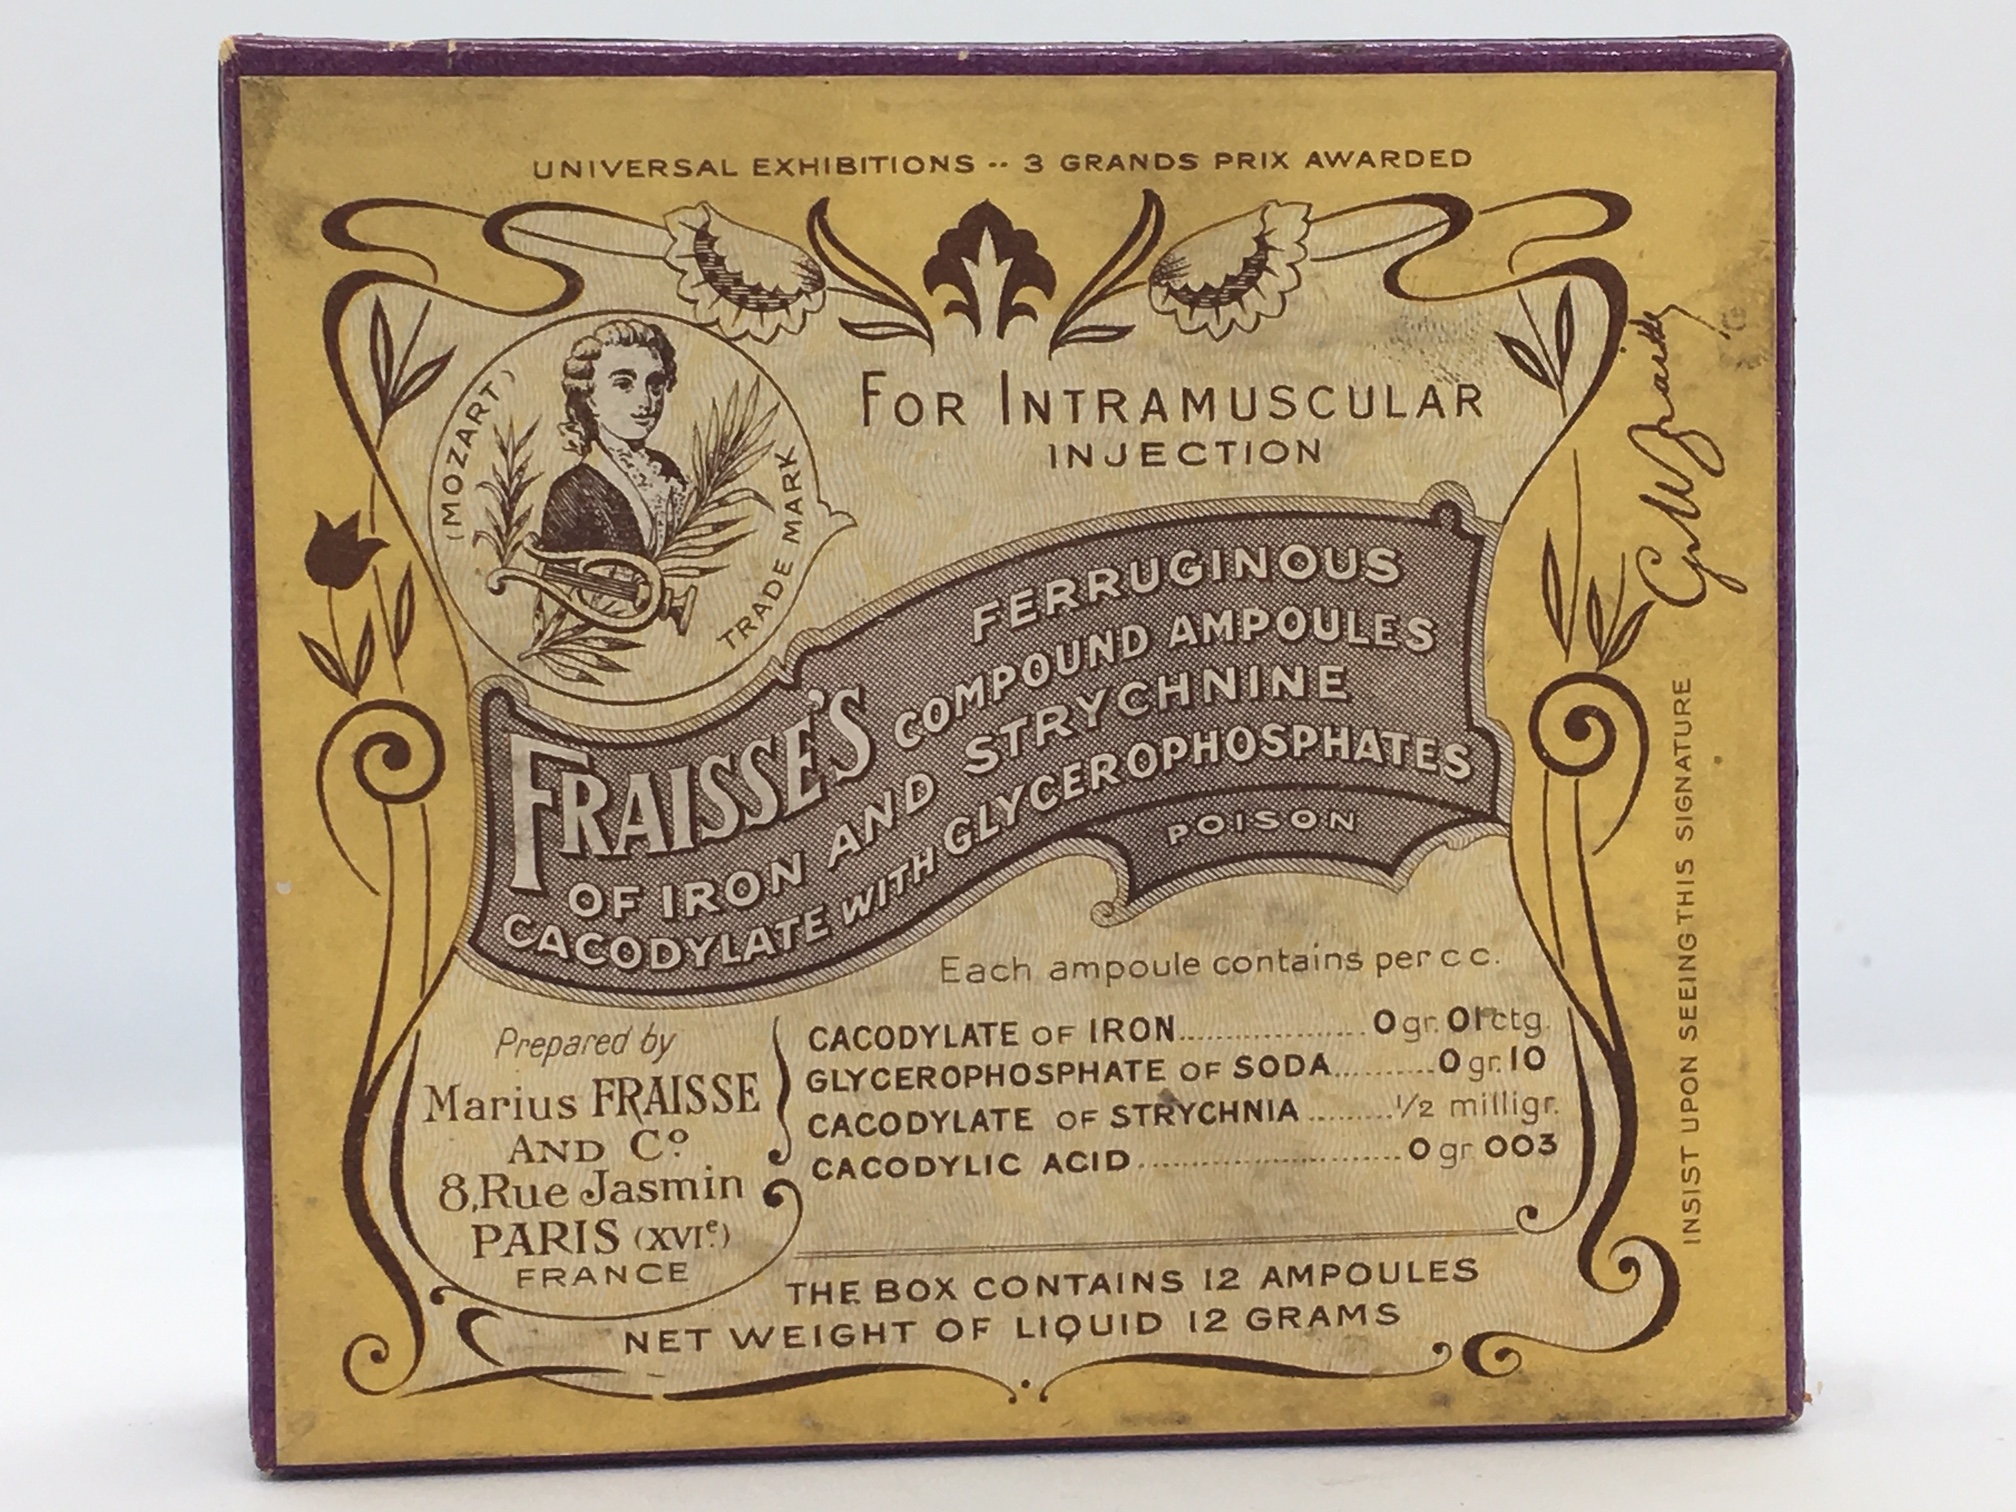 UNIVERSAL EXHIBITIONS -- 3 GRANDS PRIX AWARDED
(MOZART)
TRADE MARK
FOR INTRAMUSCULAR
INJECTION
FERRUGINOUS
FRAISSE'S COMPOUND AMPOULES
OF IRON AND STRYCHNINE
CACODYLATE WITH GLYCEROPHOSPHATES
POISON
Each ampoule contains per c c.
CACODYLATE OF IRON.................. 0 gr. 01 ctg.
GLYCEROPHOSPHATE OF SODA..........0 gr. 10
CACODYLATE OF STRYCHNIA .........1/2 milligr.
CACODYLIC ACID............................0 gr 003
Prepared by
Marius FRAISSE
AND Cº.
8, Rue Jasmin
PARIS (XVIe.)
FRANCE
THE BOX CONTAINS 12 AMPOULES
NET WEIGHT OF LIQUID 12 GRAMS
INSIST UPON SEEING THIS SIGNATURE